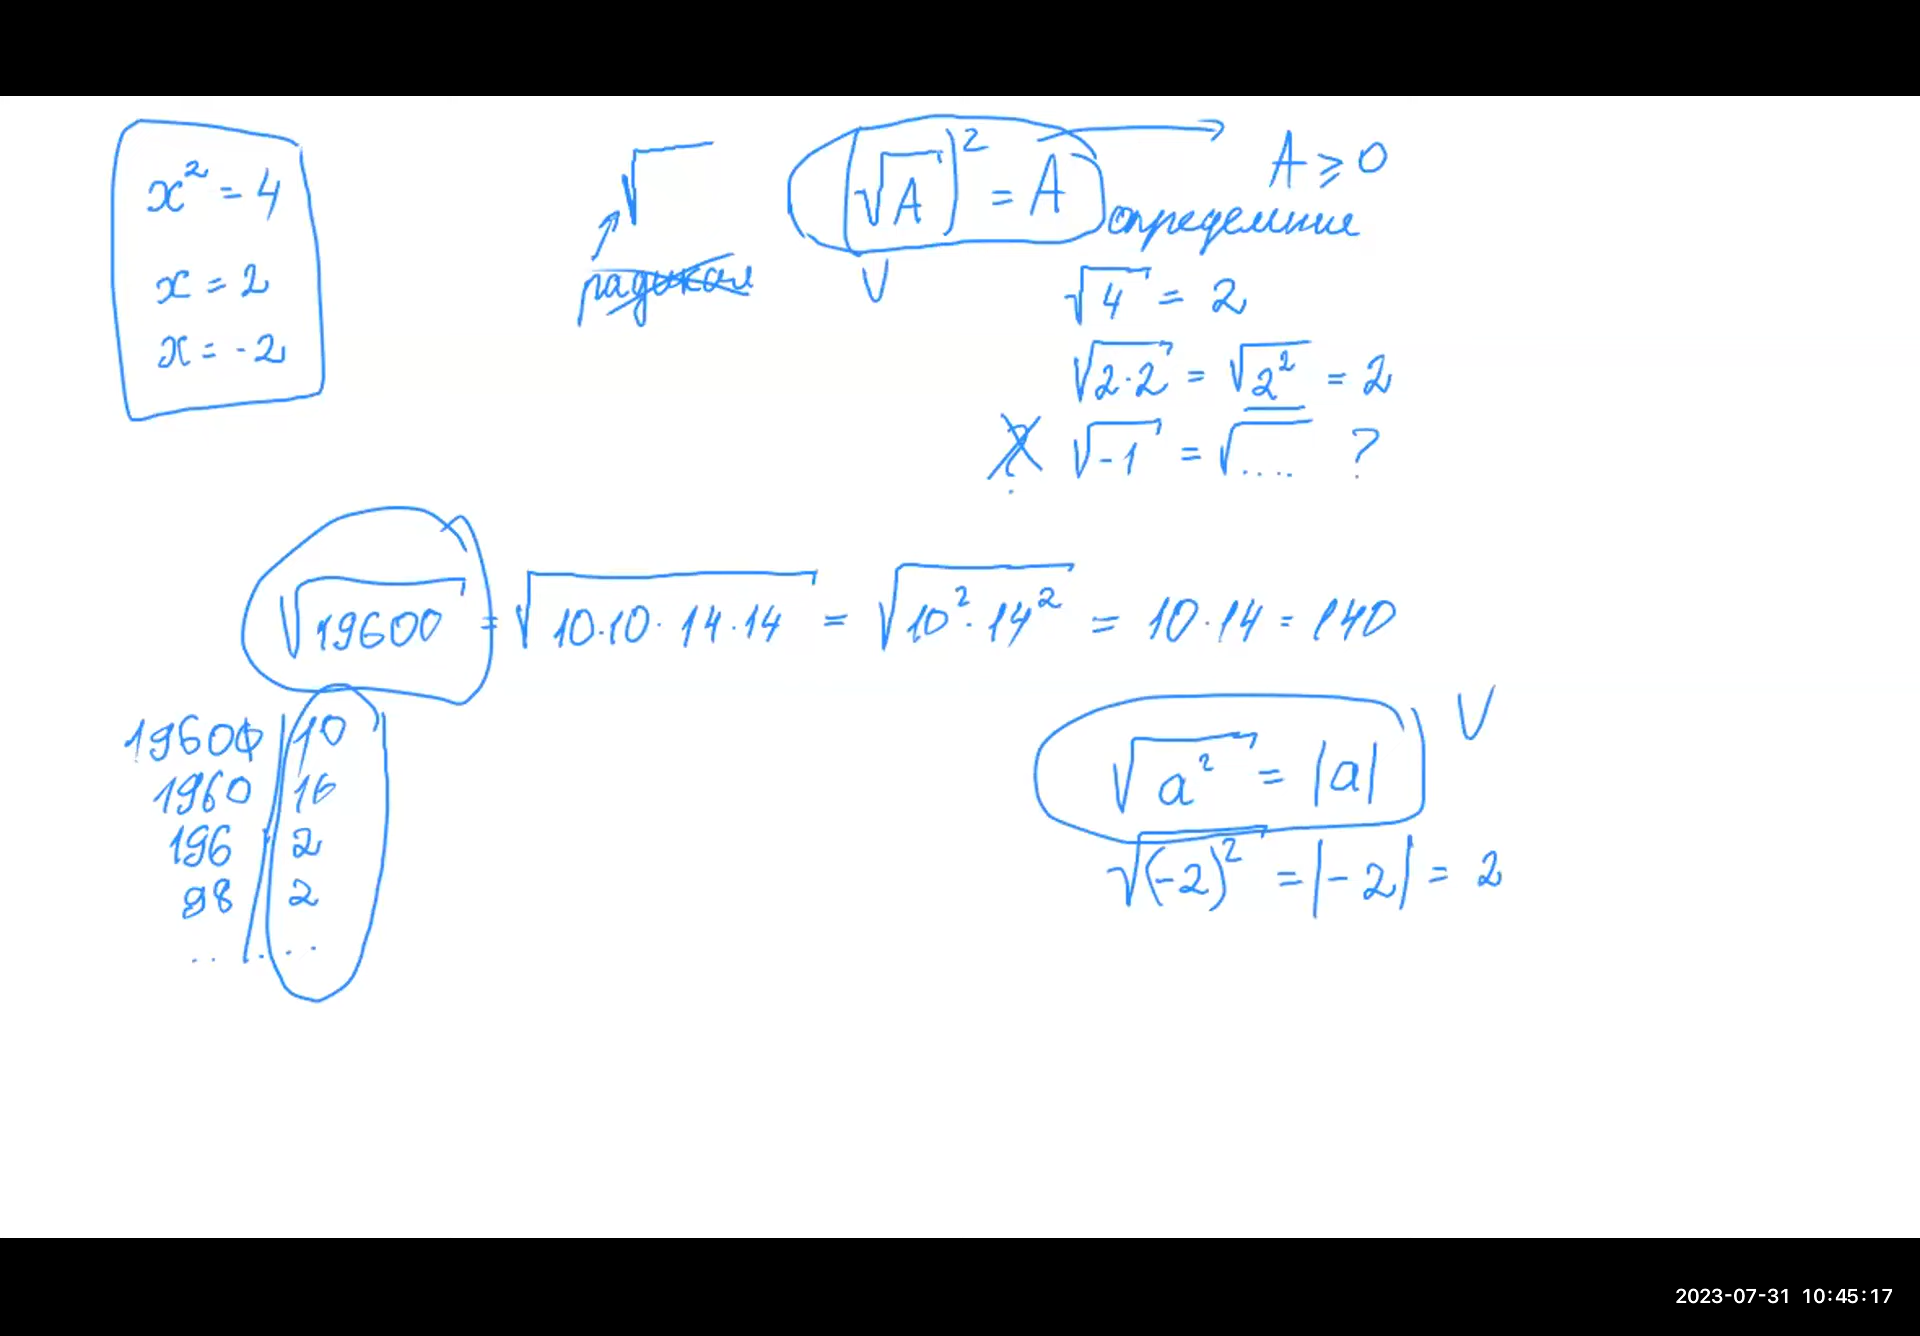 x² = 4
x = 2
x = -2
√
радикал
(√A)² = A
V
A ⩾ 0
определение
√4 = 2
√2·2 = √2² = 2
? √-1 = √.... ?
√19600 = √10·10·14·14 = √10²·14² = 10·14 = 140
19600 | 10
1960 | 10
196 | 2
98 | 2
.. ....
√a² = |a| V
√(-2)² = |-2| = 2
2023-07-31 10:45:17